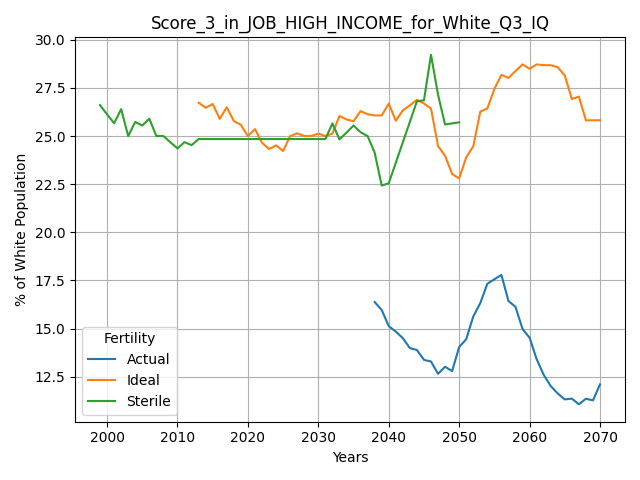 Score_3_in_JOB_HIGH_INCOME_for_White_Q3_IQ
30.0
27.5
25.0
22.5
20.0
17.5
15.0
12.5
% of White Population
Fertility
Actual
Ideal
Sterile
2000 2010 2020 2030 2040 2050 2060 2070
Years